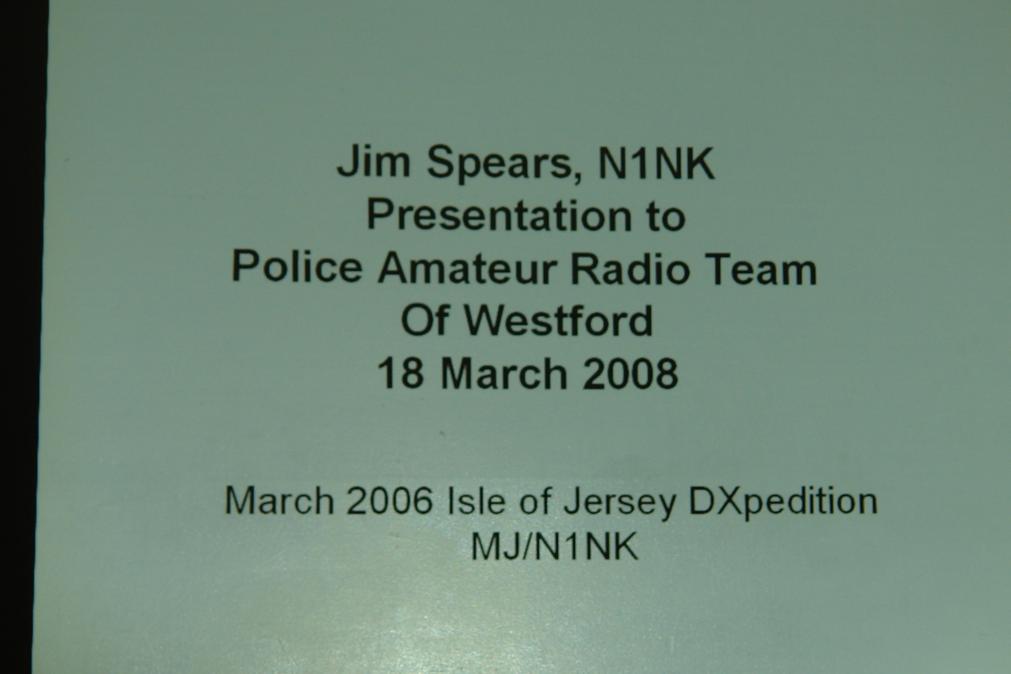 Jim Spears, N1NK
Presentation to
Police Amateur Radio Team
Of Westford
18 March 2008
March 2006 Isle of Jersey DXpedition
MJ/N1NK